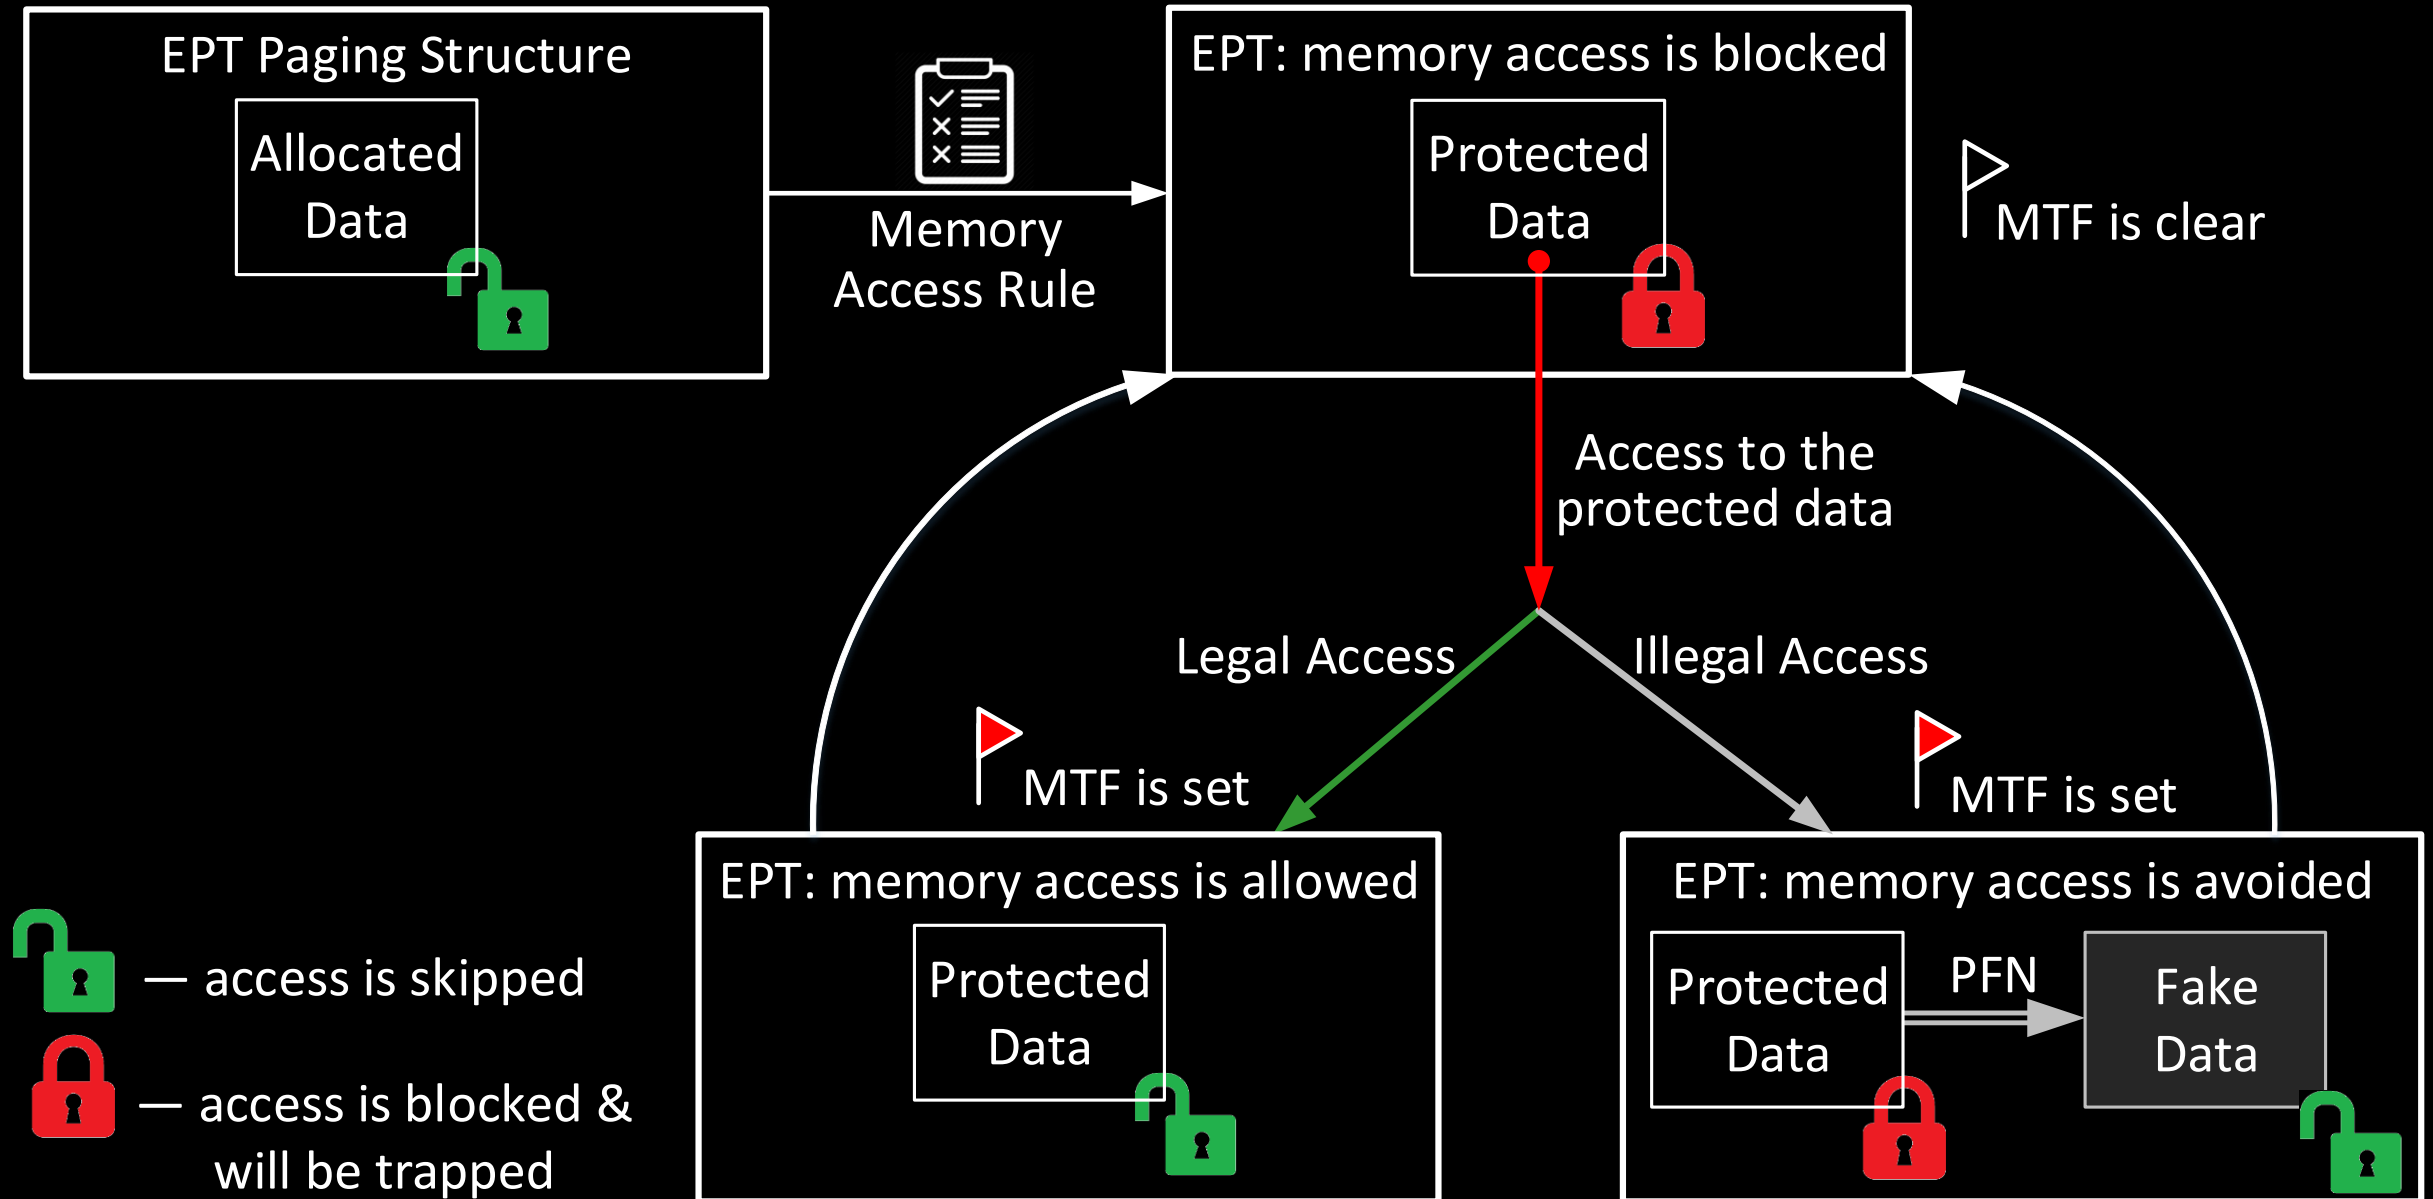 EPT Paging Structure
Allocated
Data
Memory
Access Rule
EPT: memory access is blocked
Protected
Data
MTF is clear
Access to the
protected data
Legal Access
Illegal Access
MTF is set
MTF is set
EPT: memory access is allowed
Protected
Data
EPT: memory access is avoided
Protected
Data
PFN
Fake
Data
— access is skipped
— access is blocked &
will be trapped